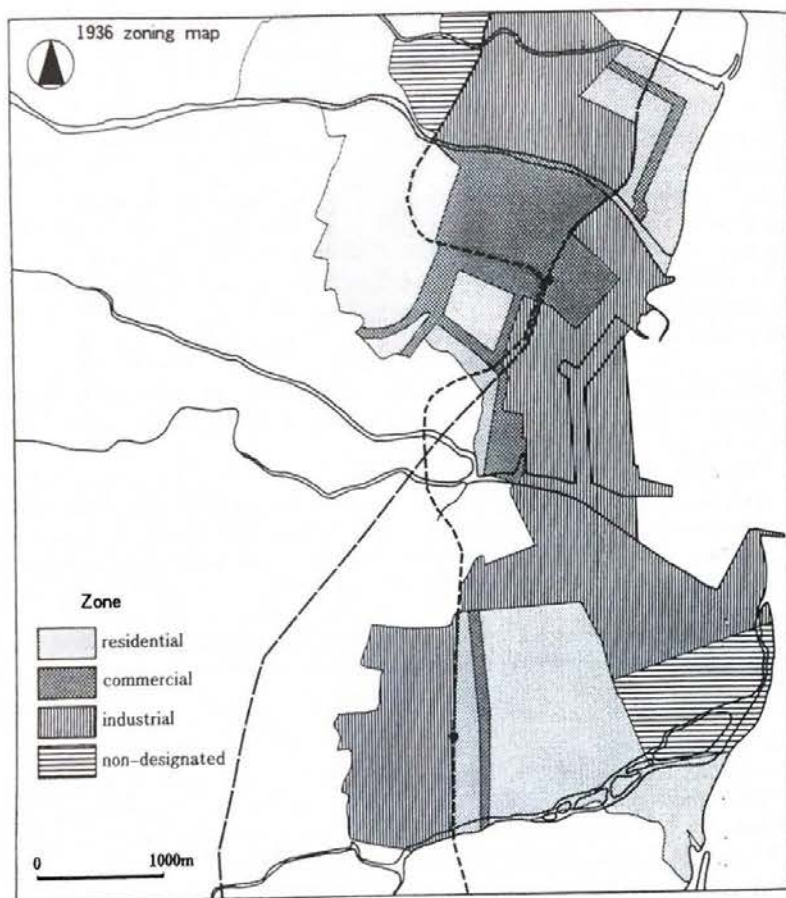 1936 zoning map
Zone
residential
commercial
industrial
non-designated
0 1000m